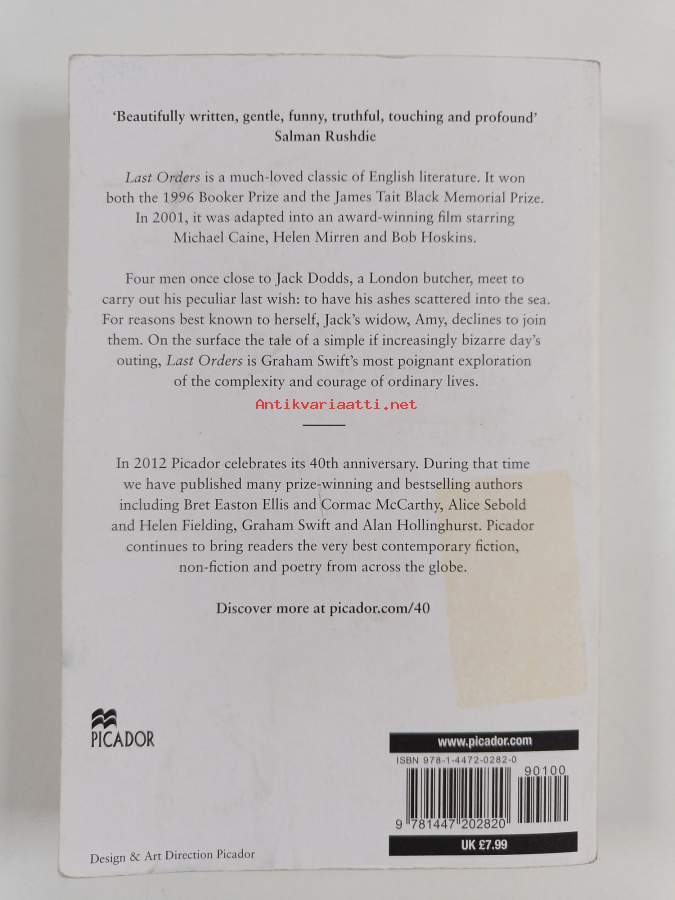 ‘Beautifully written, gentle, funny, truthful, touching and profound’
Salman Rushdie
Last Orders is a much-loved classic of English literature. It won
both the 1996 Booker Prize and the James Tait Black Memorial Prize.
In 2001, it was adapted into an award-winning film starring
Michael Caine, Helen Mirren and Bob Hoskins.
Four men once close to Jack Dodds, a London butcher, meet to
carry out his peculiar last wish: to have his ashes scattered into the sea.
For reasons best known to herself, Jack’s widow, Amy, declines to join
them. On the surface the tale of a simple if increasingly bizarre day’s
outing, Last Orders is Graham Swift’s most poignant exploration
of the complexity and courage of ordinary lives.
Antikvariaatti.net
In 2012 Picador celebrates its 40th anniversary. During that time
we have published many prize-winning and bestselling authors
including Bret Easton Ellis and Cormac McCarthy, Alice Sebold
and Helen Fielding, Graham Swift and Alan Hollinghurst. Picador
continues to bring readers the very best contemporary fiction,
non-fiction and poetry from across the globe.
Discover more at picador.com/40
PICADOR
www.picador.com
ISBN 978-1-4472-0282-0
90100
9 781447 202820
UK £7.99
Design & Art Direction Picador